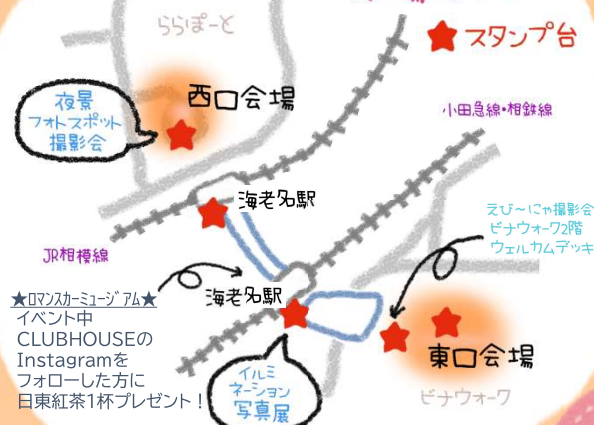 ららぽーと
★スタンプ台
西口会場
夜景
フォトスポット
撮影会
小田急線・相鉄線
海老名駅
えび～にゃ撮影会
ビナウォーク2階
ウェルカムデッキ
JR相模線
海老名駅
★ロマンスカーミュージアム★
イベント中
CLUBHOUSEの
Instagramを
フォローした方に
日東紅茶1杯プレゼント!
東口会場
イルミ
ネーション
写真展
ビナウォーク